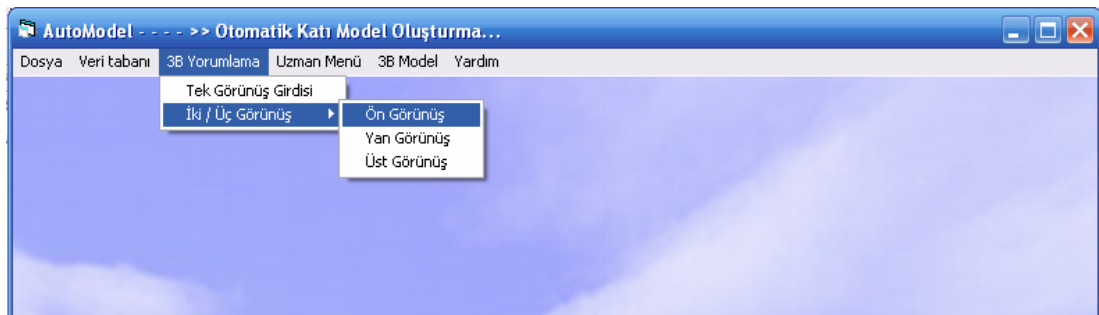 AutoModel - - - - >> Otomatik Katı Model Oluşturma...
Dosya Veri tabanı 3B Yorumlama Uzman Menü 3B Model Yardım
Tek Görünüş Girdisi
İki / Üç Görünüş Ön Görünüş
Yan Görünüş
Üst Görünüş